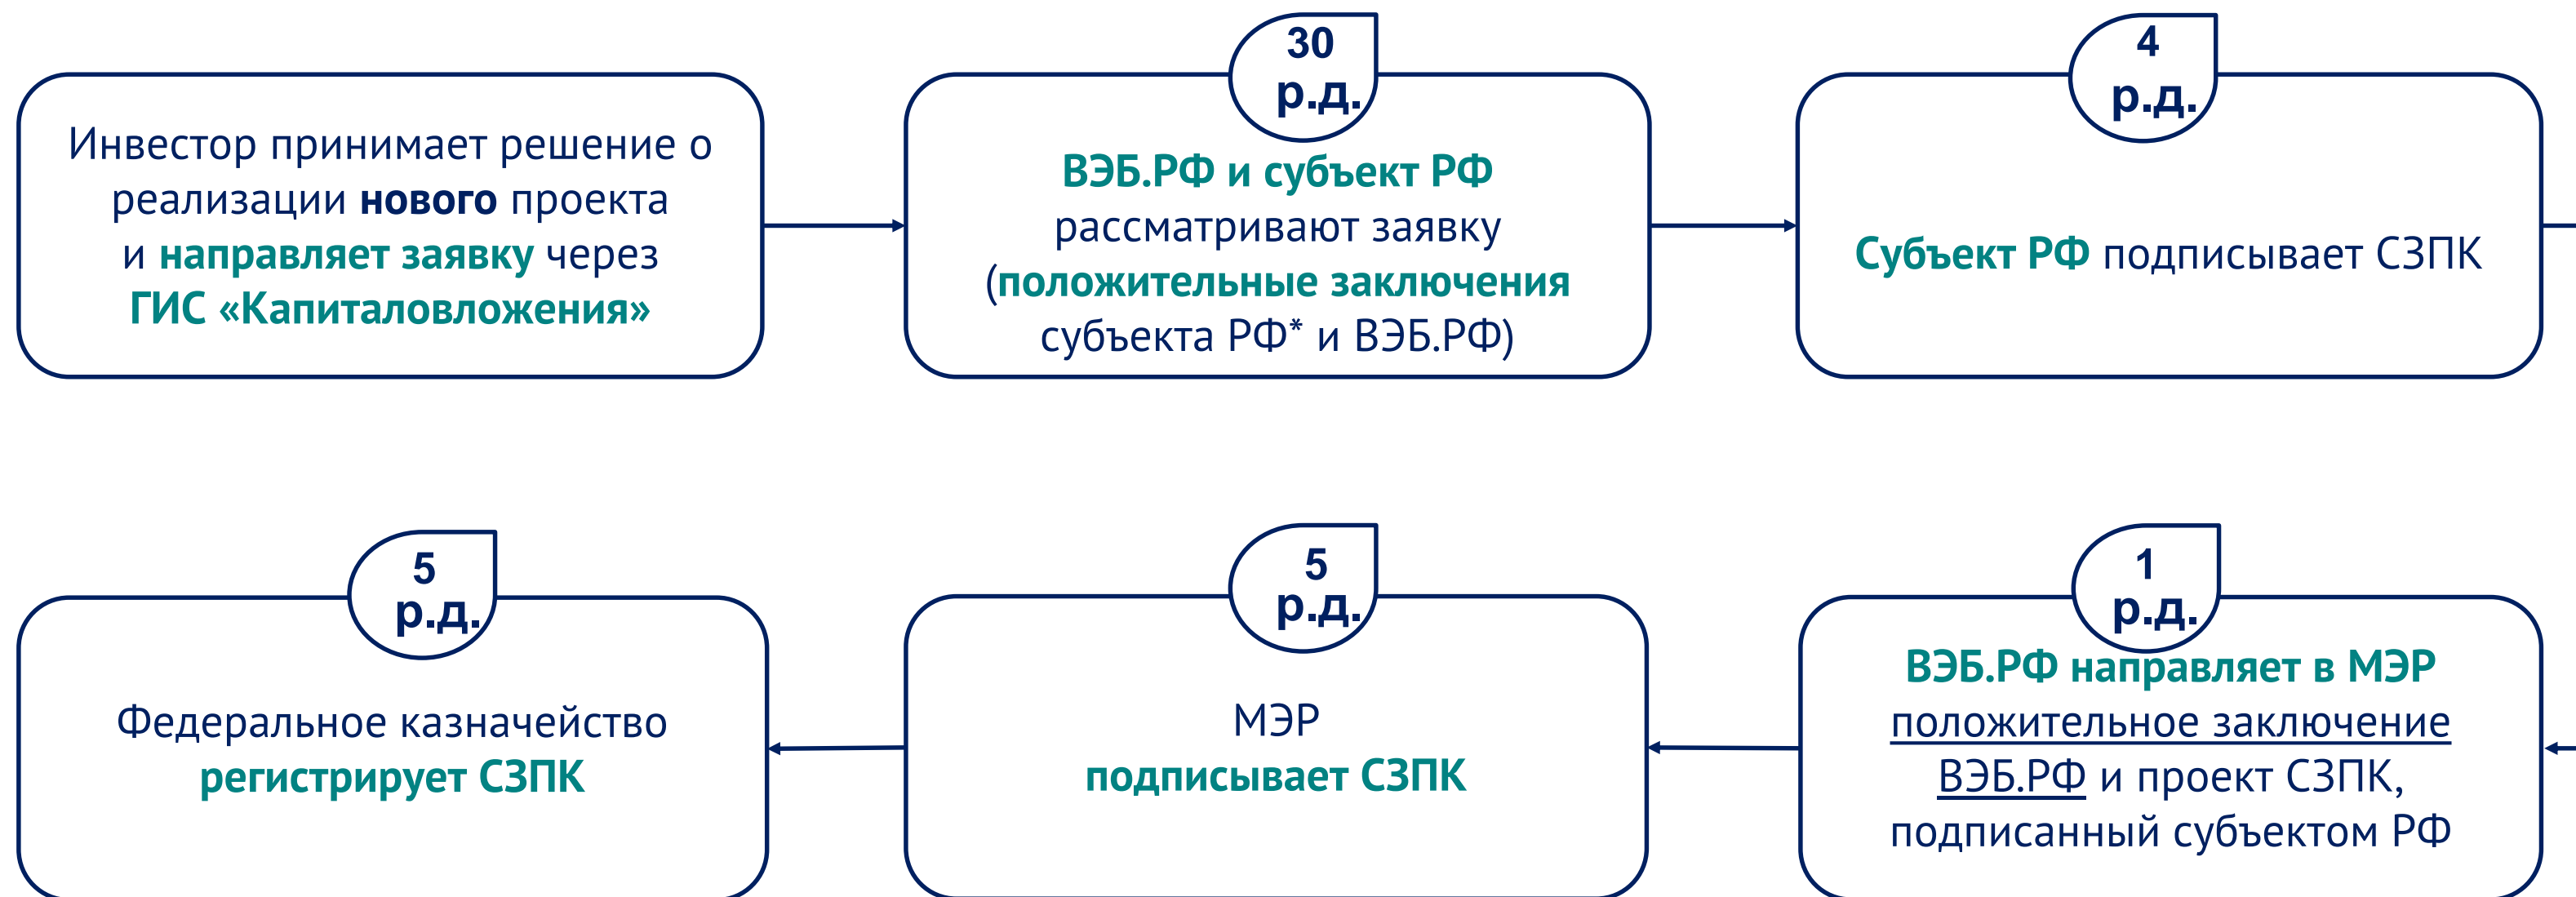 Инвестор принимает решение о
реализации нового проекта
и направляет заявку через
ГИС «Капиталовложения»
30
р.д.
ВЭБ.РФ и субъект РФ
рассматривают заявку
(положительные заключения
субъекта РФ* и ВЭБ.РФ)
4
р.д.
Субъект РФ подписывает СЗПК
1
р.д.
ВЭБ.РФ направляет в МЭР
положительное заключение
ВЭБ.РФ и проект СЗПК,
подписанный субъектом РФ
5
р.д.
МЭР
подписывает СЗПК
5
р.д.
Федеральное казначейство
регистрирует СЗПК